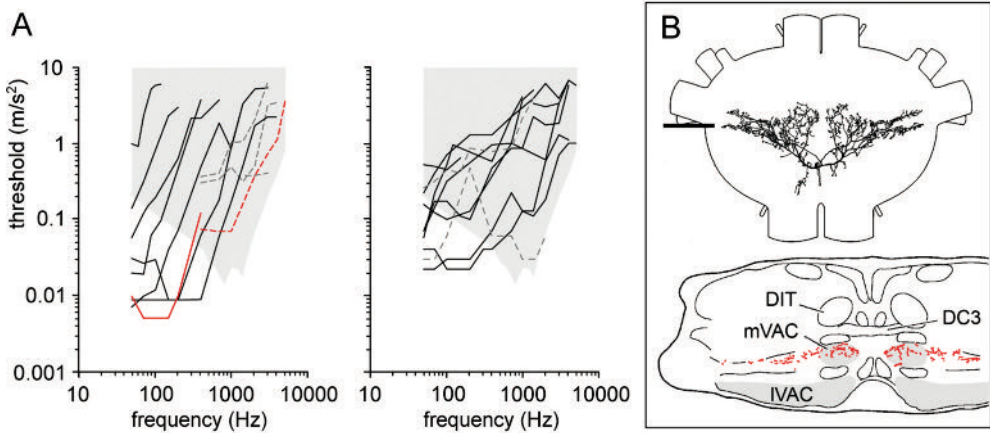 A
threshold (m/s²)
10
1
0.1
0.01
0.001
10 100 1000 10000
frequency (Hz)
10 100 1000 10000
frequency (Hz)
B
DIT
DC3
mVAC
lVAC